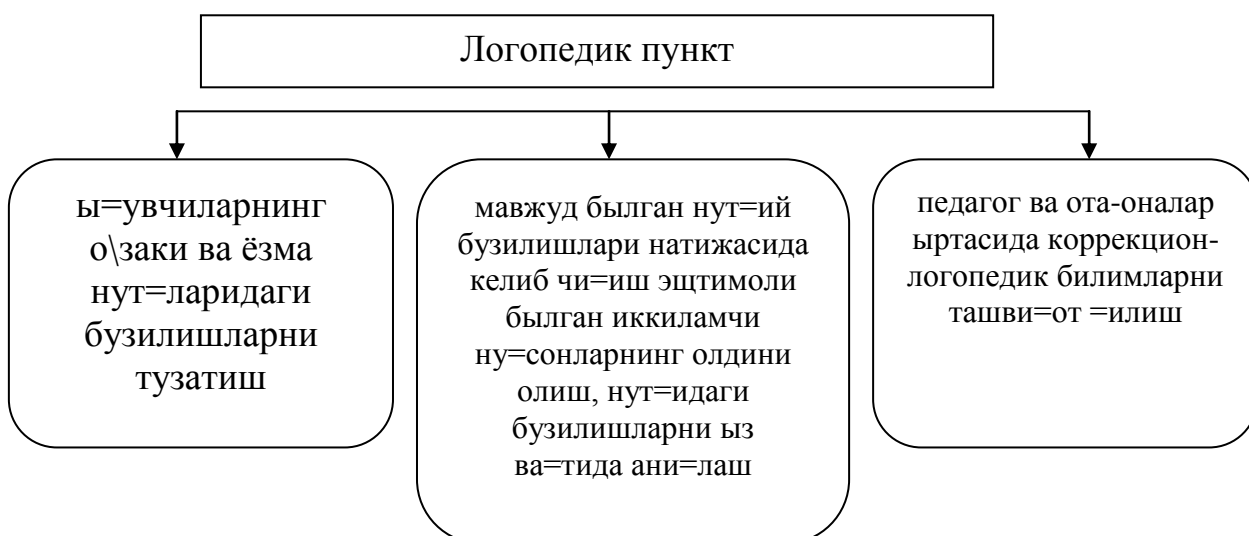 Логопедик пункт
ы=увчиларнинг
о\заки ва ёзма
нут=ларидаги
бузилишларни
тузатиш
мавжуд былган нут=ий
бузилишлари натижасида
келиб чи=иш эщтимоли
былган иккиламчи
ну=сонларнинг олдини
олиш, нут=идаги
бузилишларни ыз
ва=тида ани=лаш
педагог ва ота-оналар
ыртасида коррекцион-
логопедик билимларни
ташви=от =илиш